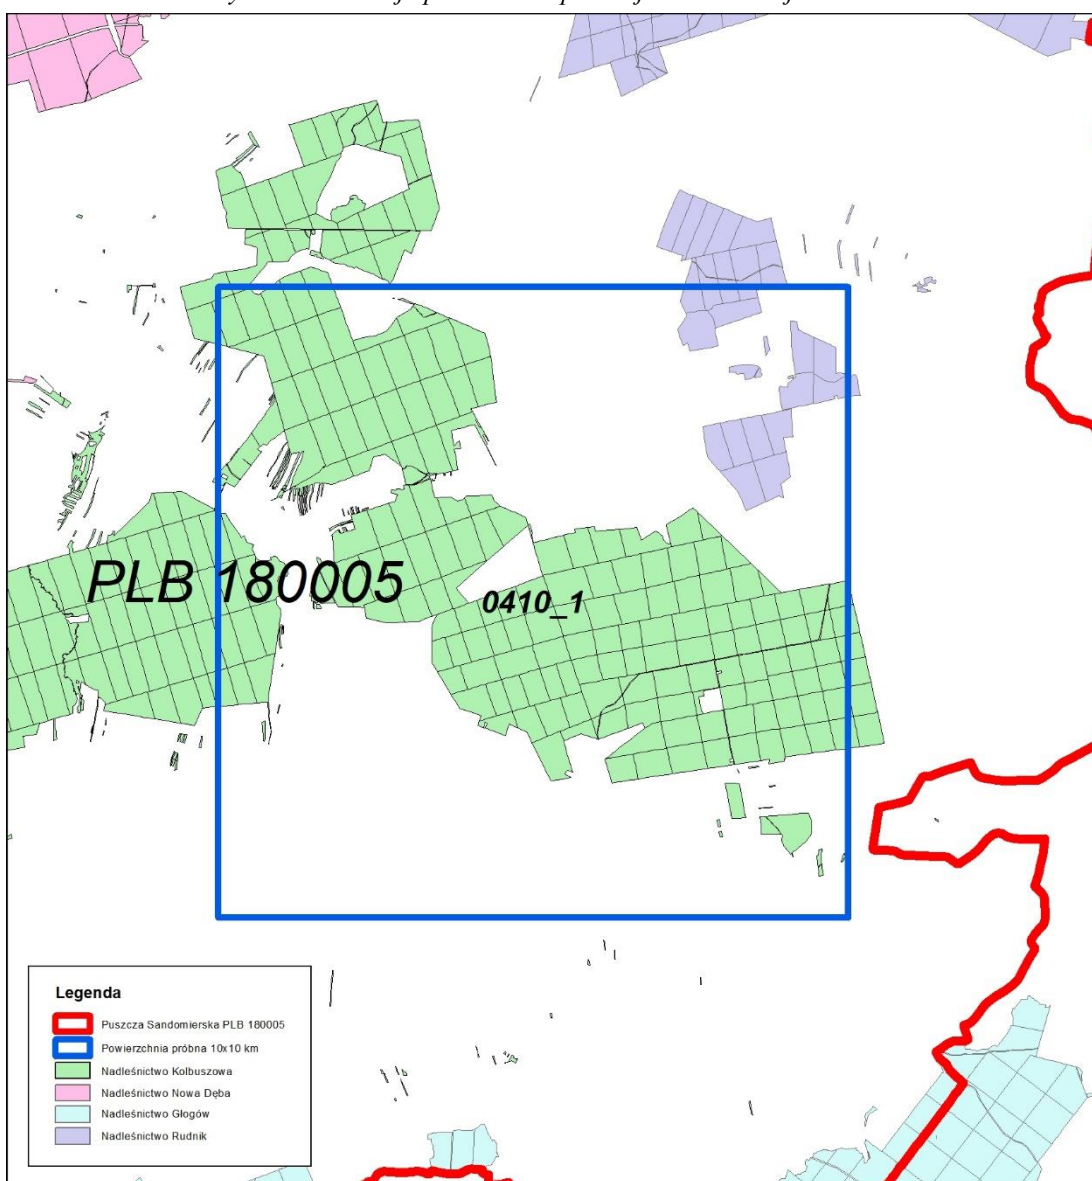 PLB 180005
0410_1
Legenda
Puszcza Sandomierska PLB 180005
Powierzchnia próbna 10x10 km
Nadleśnictwo Kolbuszowa
Nadleśnictwo Nowa Dęba
Nadleśnictwo Głogów
Nadleśnictwo Rudnik